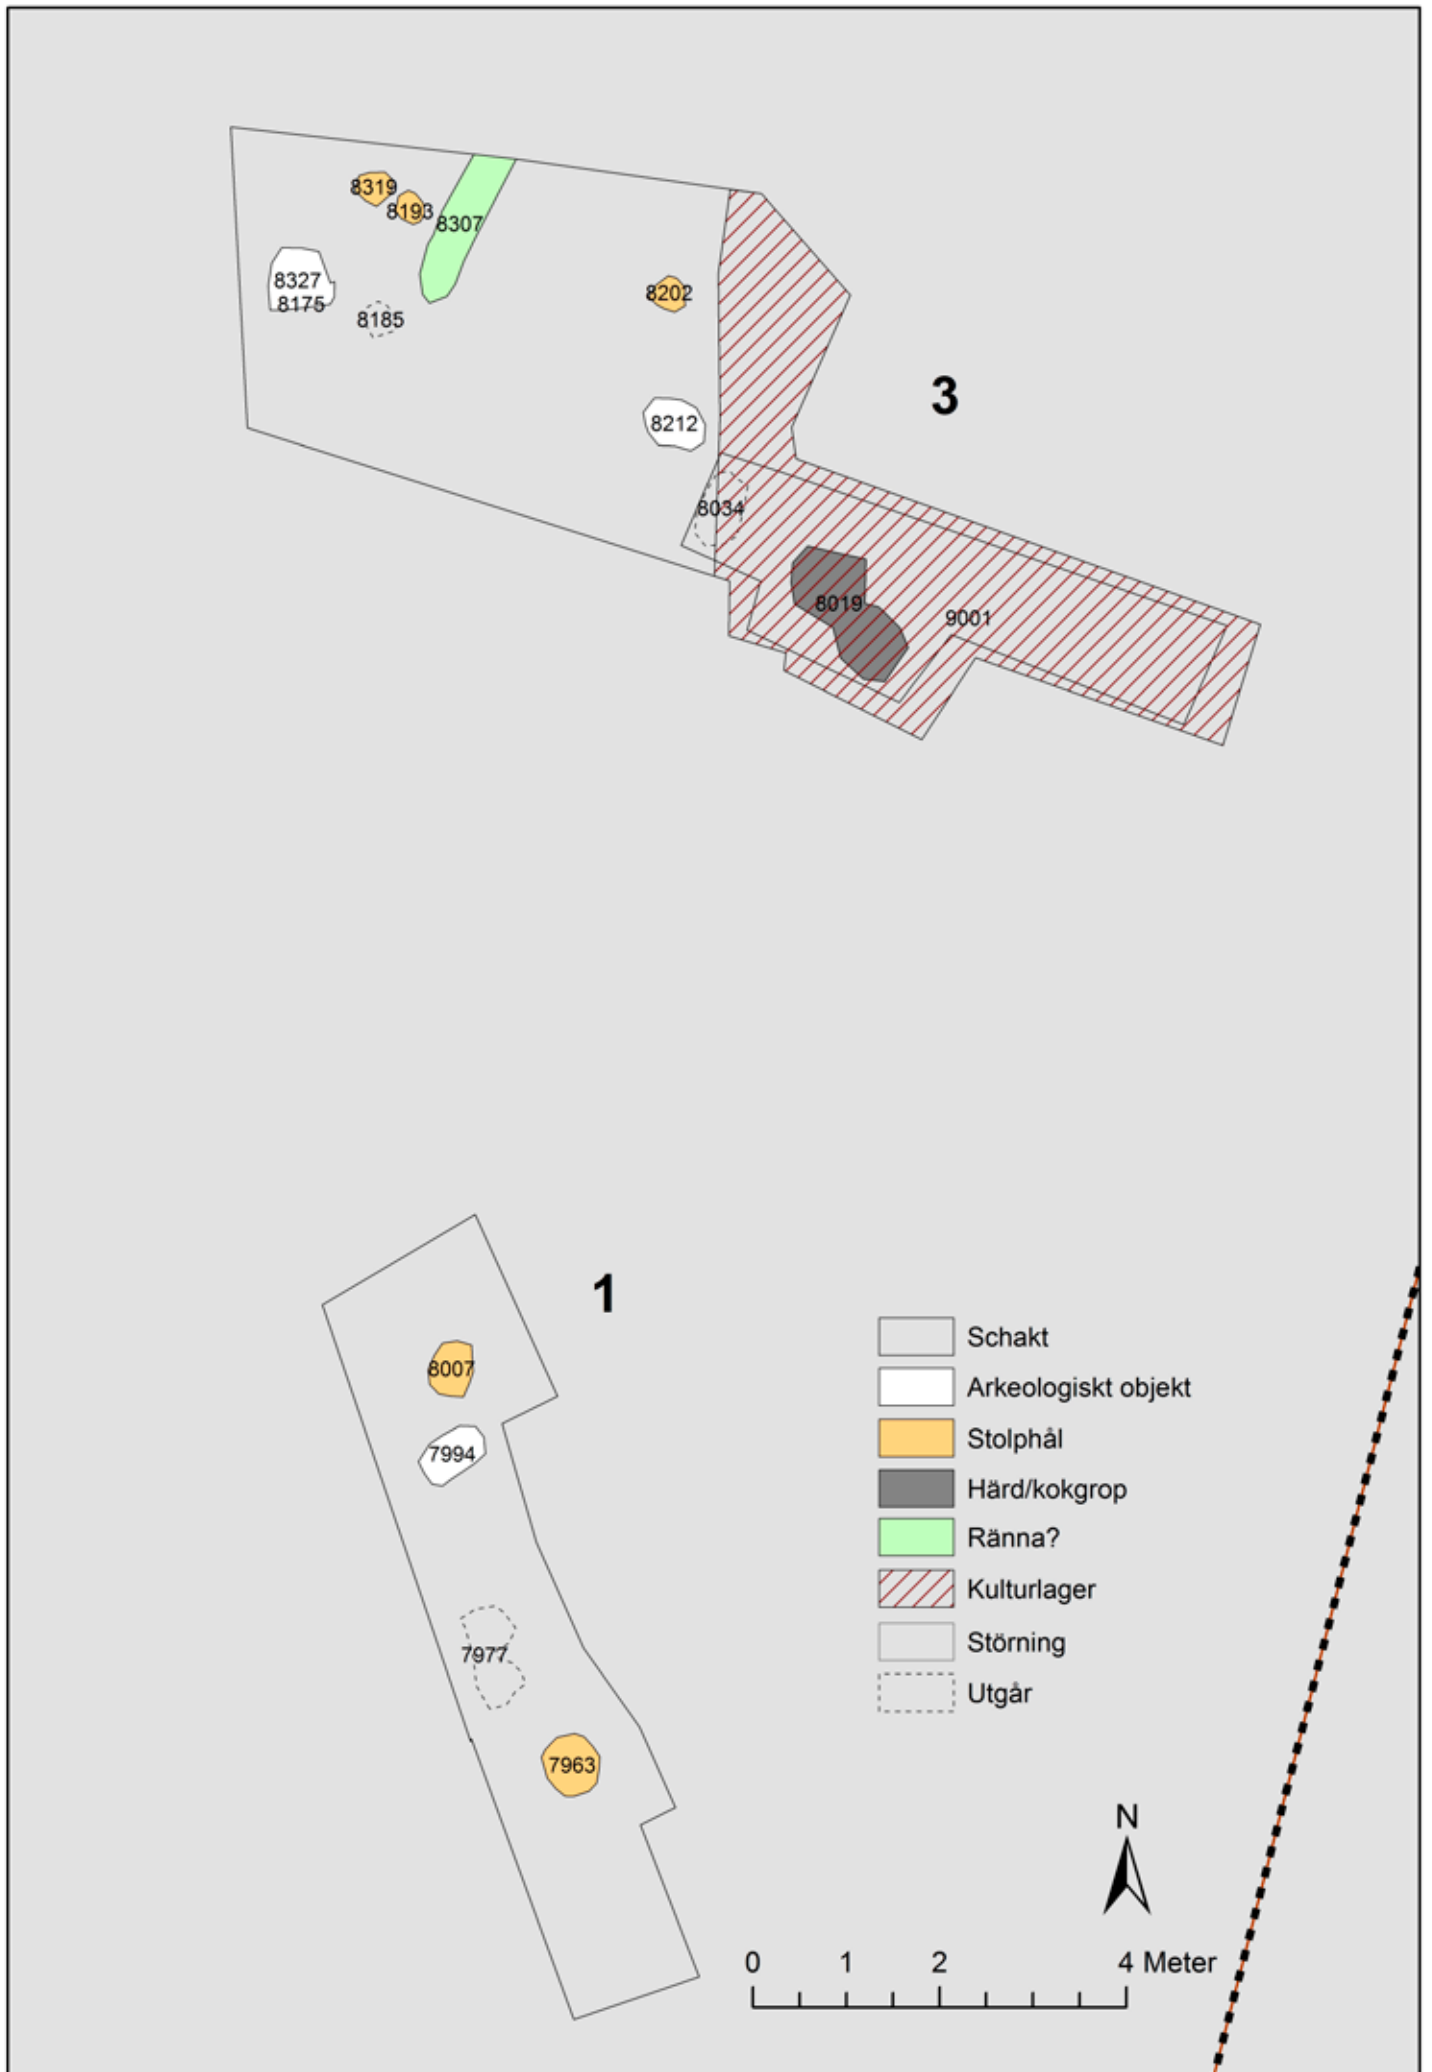 8319
8193
8307
8327
8175
8185
8202
3
8212
8034
8019
9001
1
8007
7994
7977
7963
Schakt
Arkeologiskt objekt
Stolphål
Härd/kokgrop
Ränna?
Kulturlager
Störning
Utgår
N
0 1 2 4 Meter